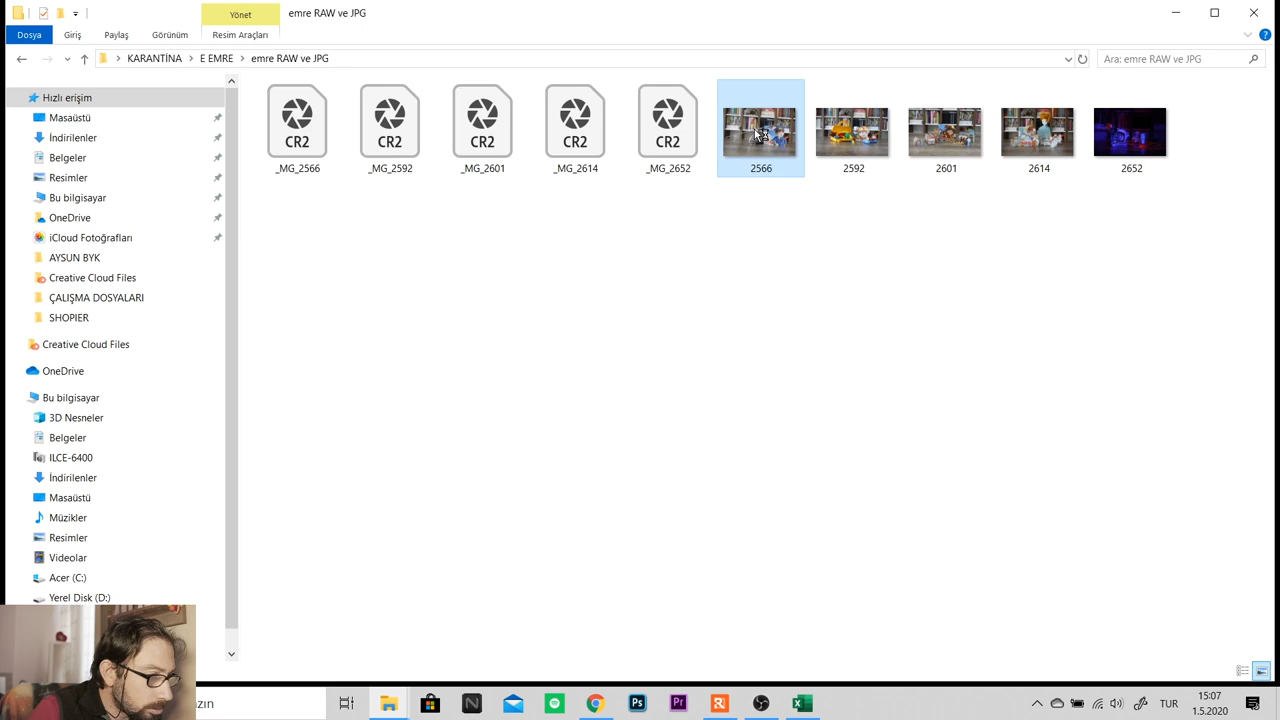 Yönet
emre RAW ve JPG
Dosya
Giriş
Paylaş
Görünüm
Resim Araçları
KARANTİNA
E EMRE
emre RAW ve JPG
Ara: emre RAW ve JPG
Hızlı erişim
Masaüstü
İndirilenler
Belgeler
Resimler
Bu bilgisayar
OneDrive
iCloud Fotoğrafları
AYSUN BYK
Creative Cloud Files
ÇALIŞMA DOSYALARI
SHOPIER
Creative Cloud Files
OneDrive
Bu bilgisayar
3D Nesneler
Belgeler
ILCE-6400
İndirilenler
Masaüstü
Müzikler
Resimler
Videolar
Acer (C:)
Yerel Disk (D:)
CR2
CR2
CR2
CR2
CR2
_MG_2566
_MG_2592
_MG_2601
_MG_2614
_MG_2652
2566
2592
2601
2614
2652
zın
N
Ps
Pr
TUR
15:07
1.5.2020